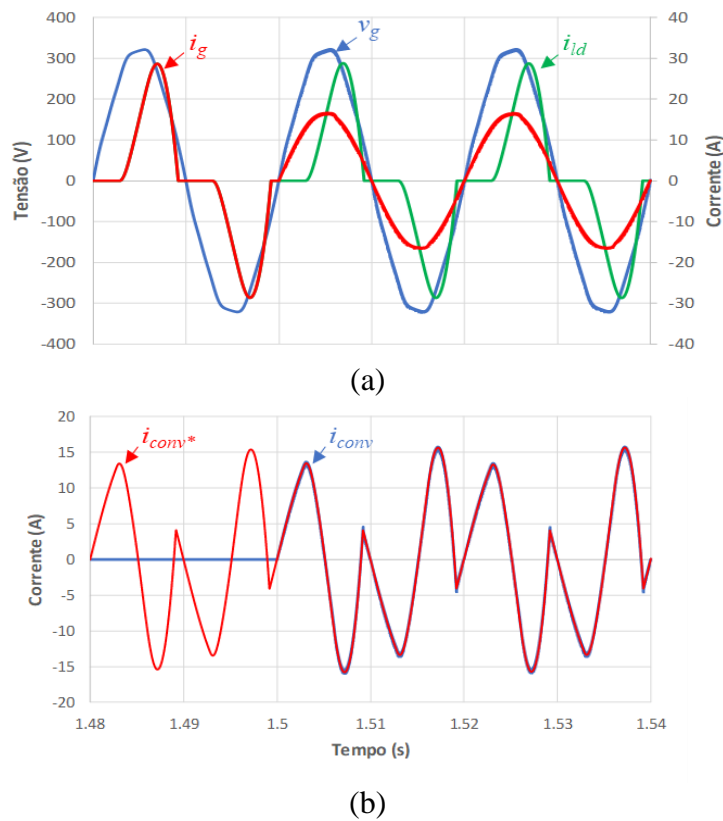 400 40
300 30
200 20
100 10
0 0
-100 -10
-200 -20
-300 -30
-400 -40
Tensão (V)
Corrente (A)
i_g
v_g
i_ld
(a)
20
15
10
5
0
-5
-10
-15
-20
Corrente (A)
i_conv*
i_conv
1.48 1.49 1.5 1.51 1.52 1.53 1.54
Tempo (s)
(b)